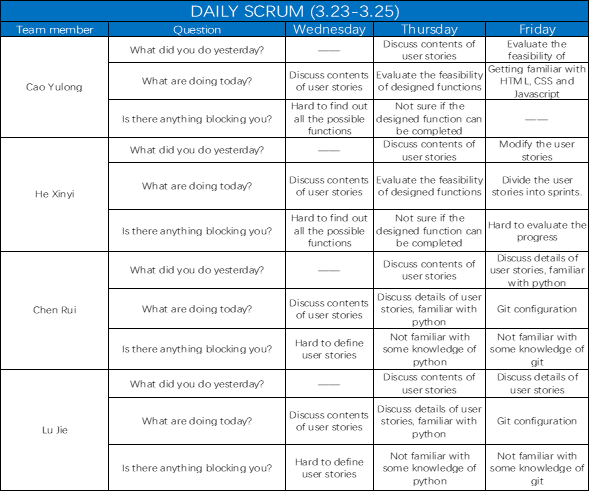 DAILY SCRUM (3.23-3.25)
Team member Question Wednesday Thursday Friday
Cao Yulong
What did you do yesterday? —— Discuss contents of
user stories
Evaluate the
feasibility of
What are doing today? Discuss contents
of user stories
Evaluate the feasibility
of designed functions
Getting familiar with
HTML, CSS and
Javascript
Is there anything blocking you? Hard to find out
all the possible
functions
Not sure if the
designed function can
be completed
——
He Xinyi
What did you do yesterday? —— Discuss contents of
user stories
Modify the user
stories
What are doing today? Discuss contents
of user stories
Evaluate the feasibility
of designed functions
Divide the user
stories into sprints.
Is there anything blocking you? Hard to find out
all the possible
functions
Not sure if the
designed function can
be completed
Hard to evaluate the
progress
Chen Rui
What did you do yesterday? —— Discuss contents of
user stories
Discuss details of
user stories, familiar
with python
What are doing today? Discuss contents
of user stories
Discuss details of user
stories, familiar with
python
Git configuration
Is there anything blocking you? Hard to define
user stories
Not familiar with
some knowledge of
python
Not familiar with
some knowledge of
git
Lu Jie
What did you do yesterday? —— Discuss contents of
user stories
Discuss details of
user stories
What are doing today? Discuss contents
of user stories
Discuss details of user
stories, familiar with
python
Git configuration
Is there anything blocking you? Hard to define
user stories
Not familiar with
some knowledge of
python
Not familiar with
some knowledge of
git